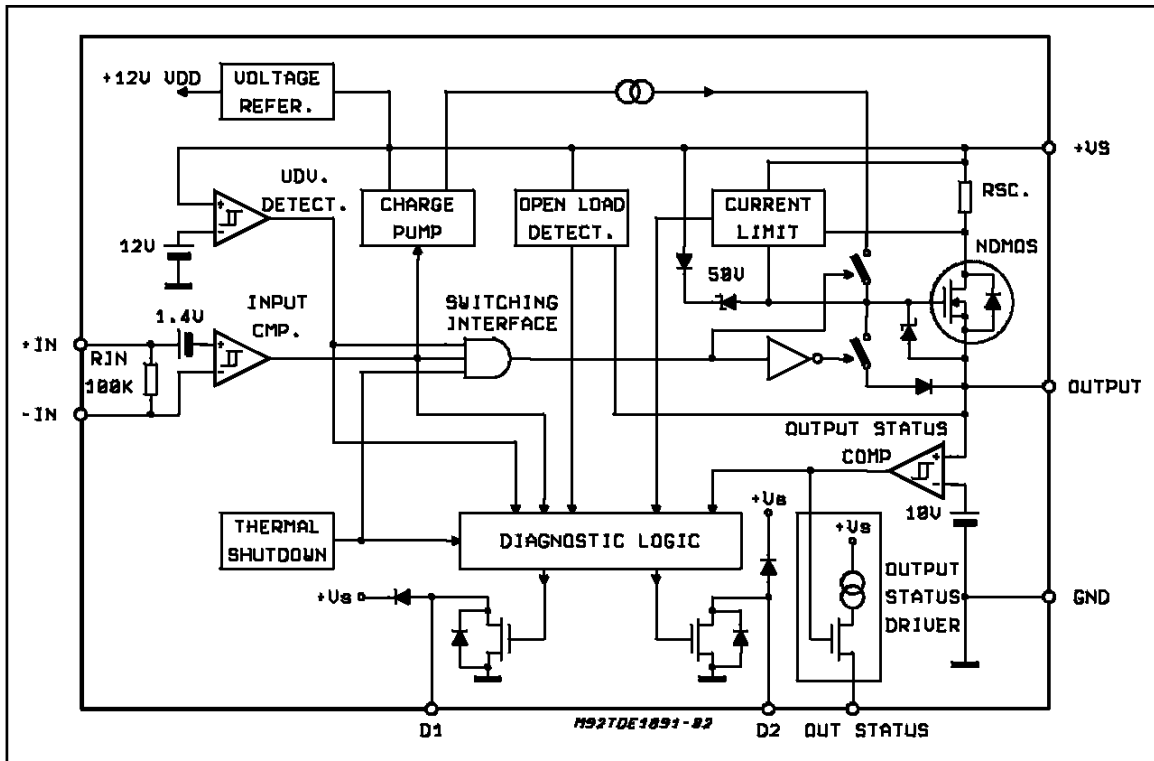 +12V VDD
VOLTAGE
REFER.
+VS
UDV.
DETECT.
CHARGE
PUMP
OPEN LOAD
DETECT.
CURRENT
LIMIT
RSC.
NDMOS
12V
50V
SWITCHING
INTERFACE
INPUT
CMP.
1.4V
+IN
RIN
100K
-IN
OUTPUT
OUTPUT STATUS
COMP
10V
+Vs
+Vs
THERMAL
SHUTDOWN
DIAGNOSTIC LOGIC
OUTPUT
STATUS
DRIVER
+Vs
GND
M92TDE1891-02
D1
D2
OUT STATUS